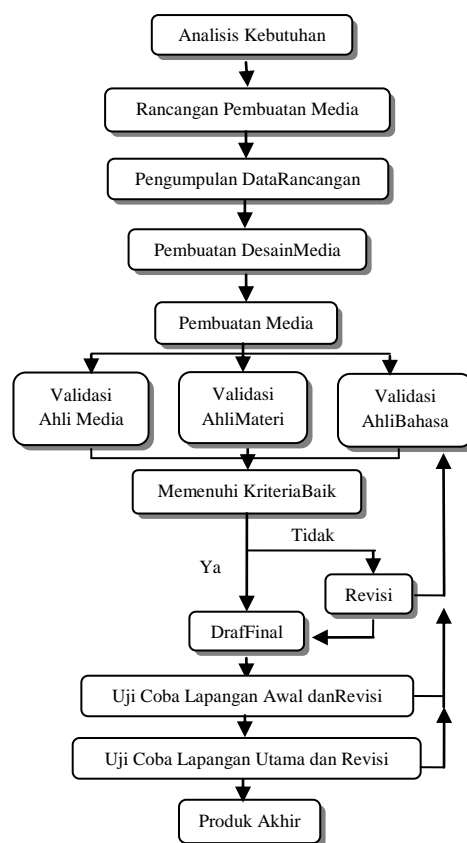 Analisis Kebutuhan
Rancangan Pembuatan Media
Pengumpulan DataRancangan
Pembuatan DesainMedia
Pembuatan Media
Validasi
Ahli Media
Validasi
AhliMateri
Validasi
AhliBahasa
Memenuhi KriteriaBaik
Tidak
Ya
Revisi
DrafFinal
Uji Coba Lapangan Awal danRevisi
Uji Coba Lapangan Utama dan Revisi
Produk Akhir